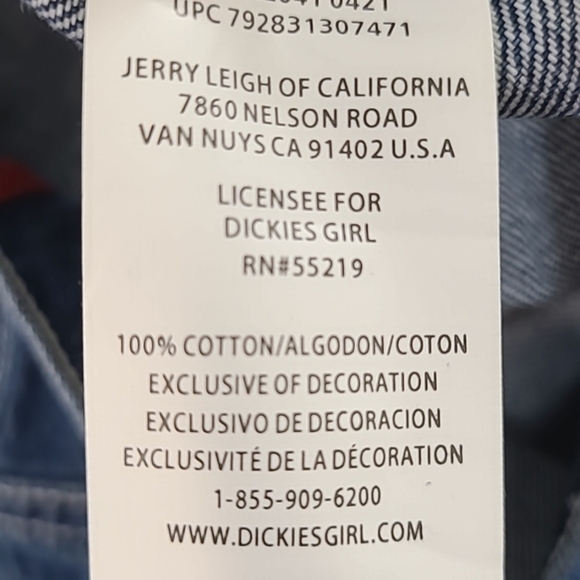 UPC 792831307471
JERRY LEIGH OF CALIFORNIA
7860 NELSON ROAD
VAN NUYS CA 91402 U.S.A
LICENSEE FOR
DICKIES GIRL
RN#55219
100% COTTON/ALGODON/COTON
EXCLUSIVE OF DECORATION
EXCLUSIVO DE DECORACION
EXCLUSIVITÉ DE LA DÉCORATION
1-855-909-6200
WWW.DICKIESGIRL.COM